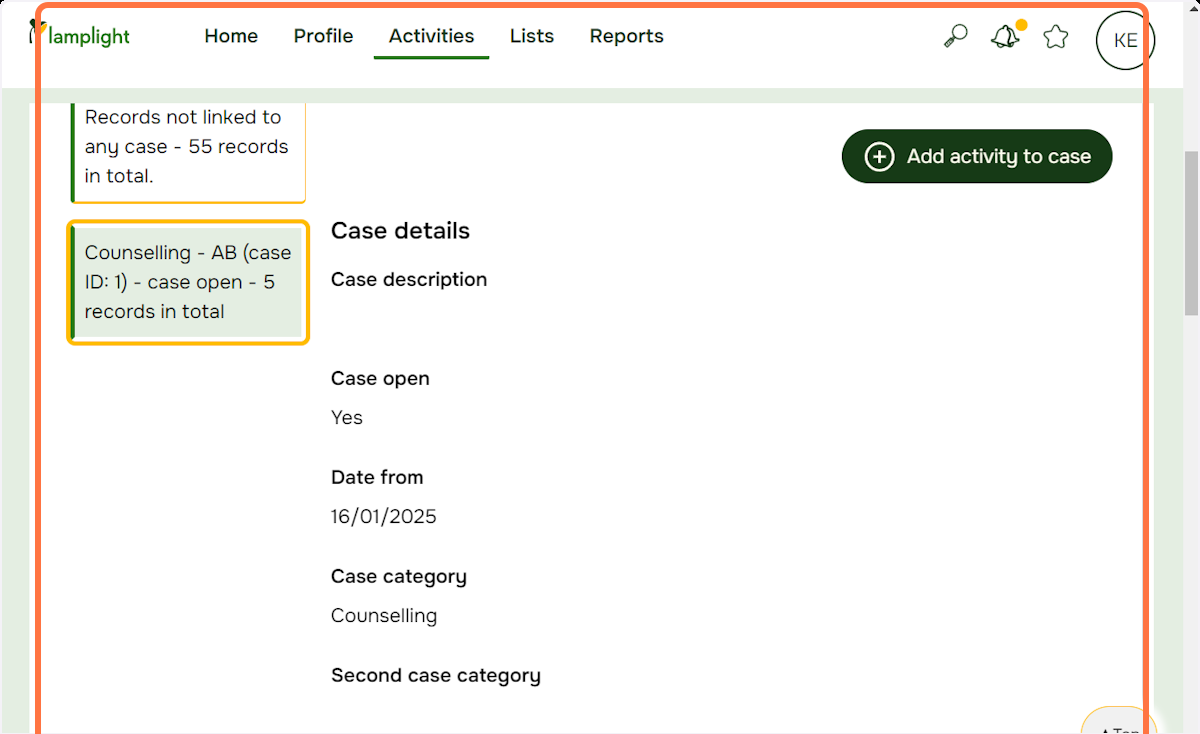 lamplight Home Profile Activities Lists Reports KE
Records not linked to
any case - 55 records
in total.
Add activity to case
Counselling - AB (case
ID: 1) - case open - 5
records in total
Case details
Case description
Case open
Yes
Date from
16/01/2025
Case category
Counselling
Second case category
Top